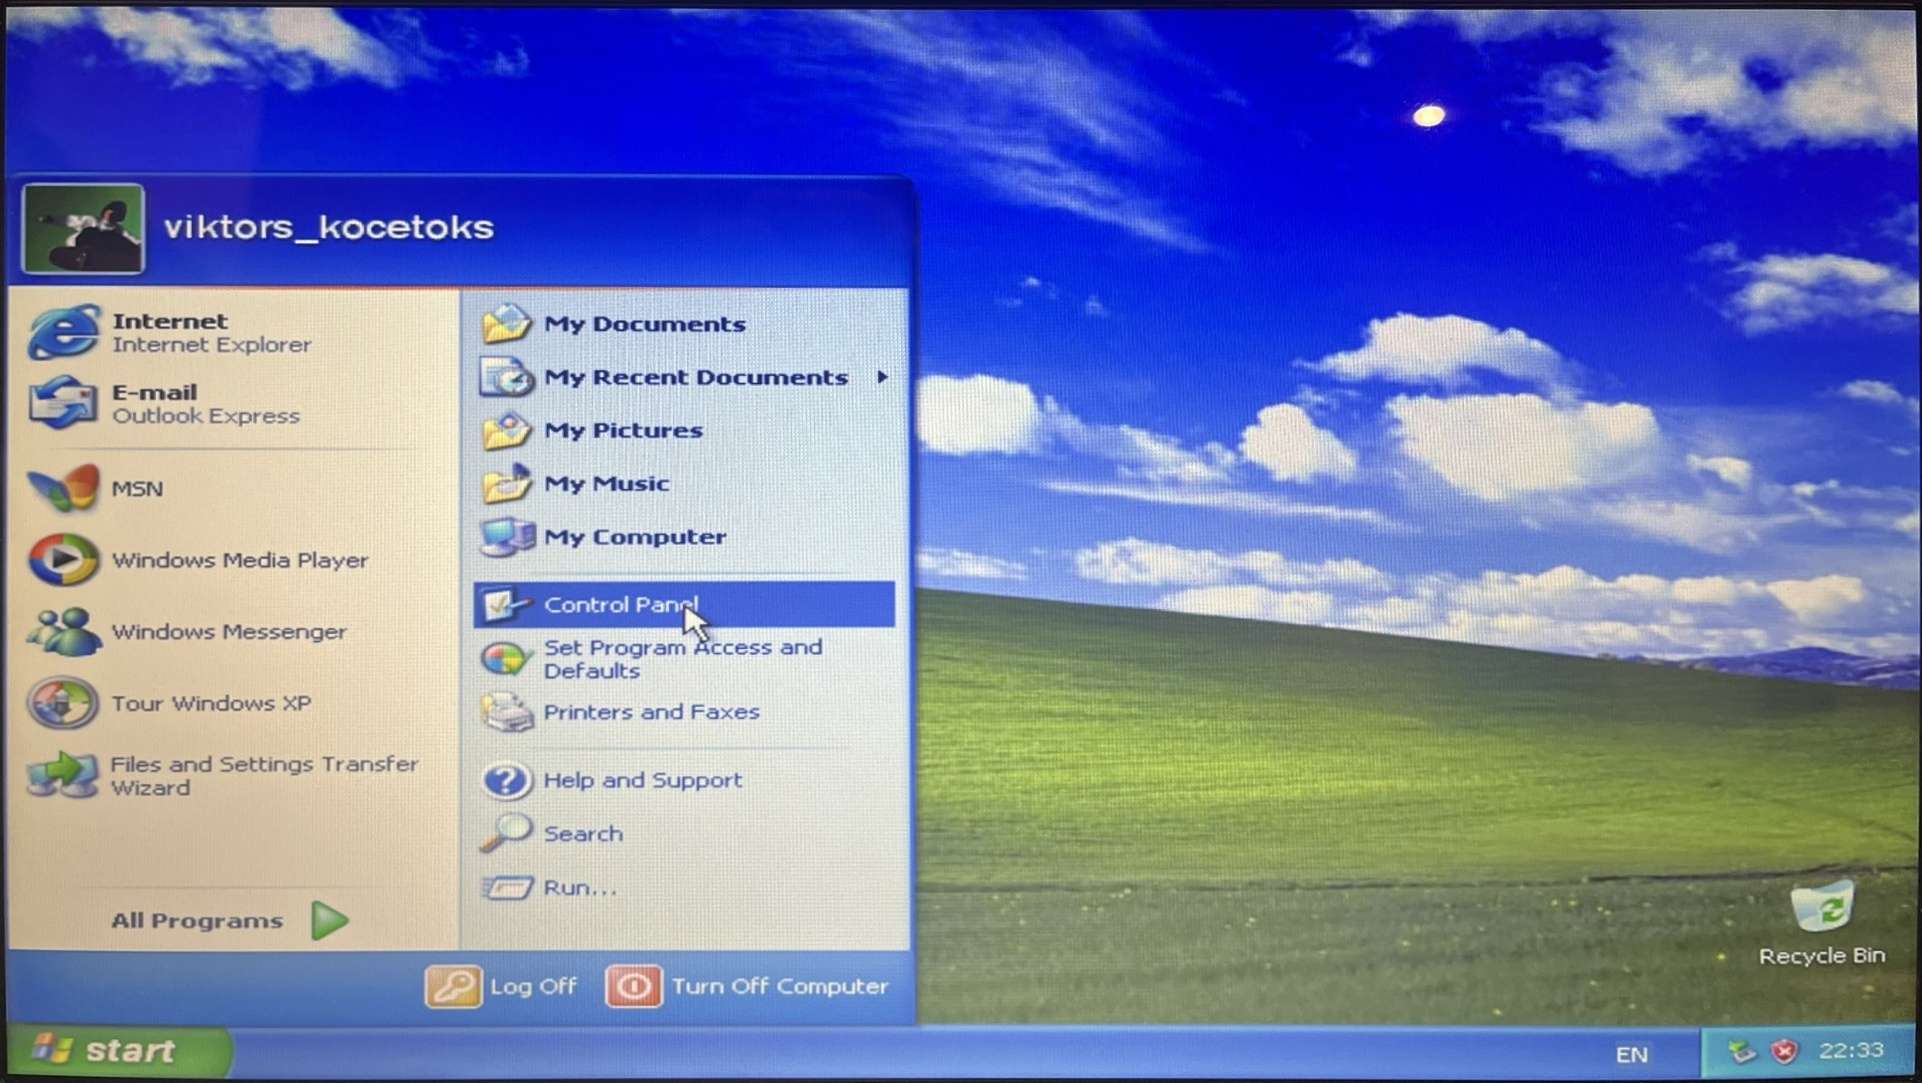 viktors_kocetoks
Internet
Internet Explorer
E-mail
Outlook Express
MSN
Windows Media Player
Windows Messenger
Tour Windows XP
Files and Settings Transfer
Wizard
All Programs
My Documents
My Recent Documents
My Pictures
My Music
My Computer
Control Panel
Set Program Access and
Defaults
Printers and Faxes
Help and Support
Search
Run...
Log Off
Turn Off Computer
Recycle Bin
start
EN
22:33